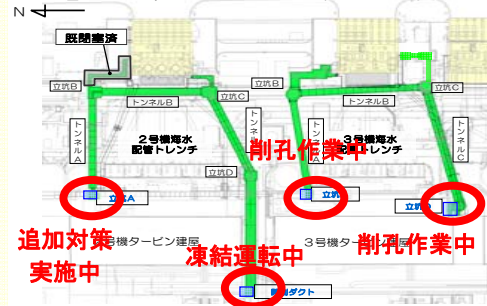 N
既閉塞済
立坑B
トンネルB
立坑C
立坑B
トンネルB
立坑C
トンネルA
トンネルB
2号機海水
配管トレンチ
トンネルA
3号機海水
配管トレンチ
トンネルC
削孔作業中
立坑D
立坑A
立坑
立坑D
追加対策
実施中
号機タービン建屋
凍結運転中
3号機タービン建屋
削孔作業中
開削ダクト